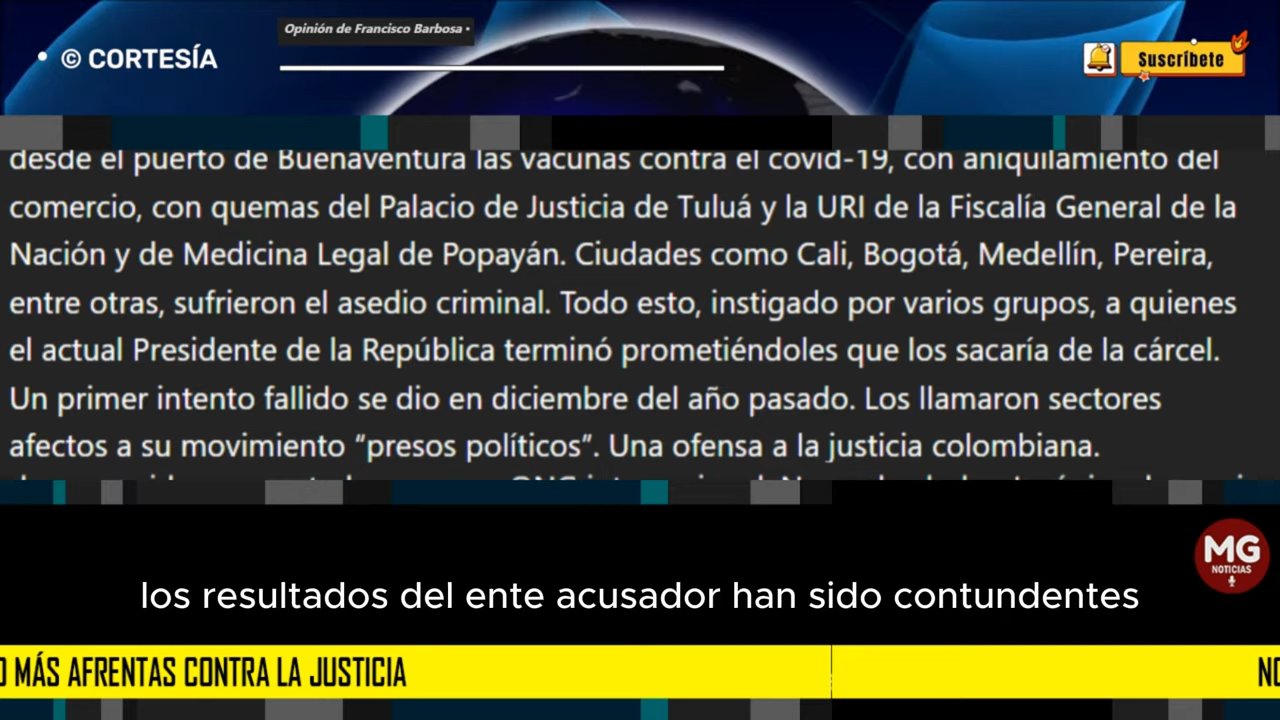 Opinión de Francisco Barbosa •
• © CORTESÍA
Suscríbete
desde el puerto de Buenaventura las vacunas contra el covid-19, con aniquilamiento del
comercio, con quemas del Palacio de Justicia de Tuluá y la URI de la Fiscalía General de la
Nación y de Medicina Legal de Popayán. Ciudades como Cali, Bogotá, Medellín, Pereira,
entre otras, sufrieron el asedio criminal. Todo esto, instigado por varios grupos, a quienes
el actual Presidente de la República terminó prometiéndoles que los sacaría de la cárcel.
Un primer intento fallido se dio en diciembre del año pasado. Los llamaron sectores
afectos a su movimiento “presos políticos”. Una ofensa a la justicia colombiana.
MG
NOTICIAS
los resultados del ente acusador han sido contundentes
MÁS AFRENTAS CONTRA LA JUSTICIA